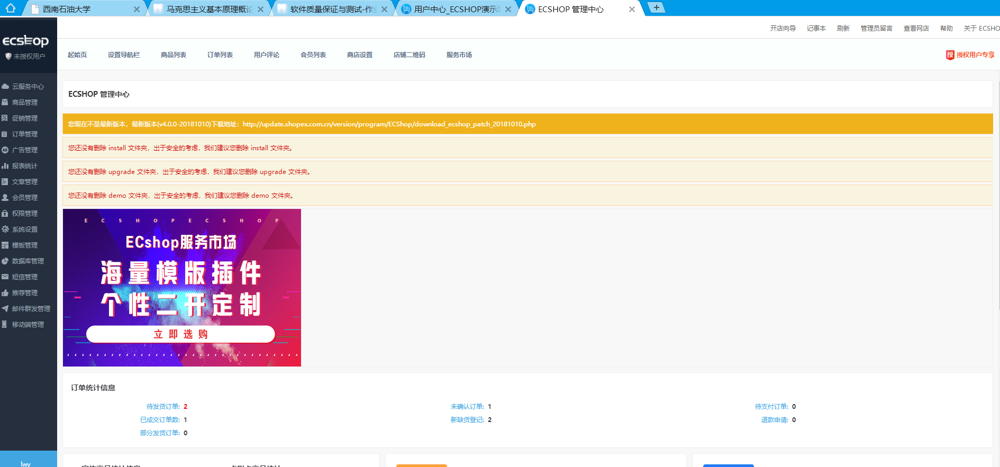 西南石油大学
马克思主义基本原理概论
软件质量保证与测试-作业
用户中心_ECSHOP演示站
ECSHOP 管理中心
ecshop
未授权用户
开店向导 记事本 刷新 管理员留言 查看网店 帮助 关于 ECSHO
起始页 设置导航栏 商品列表 订单列表 用户评论 会员列表 商店设置 店铺二维码 服务市场
授 授权用户专享
云服务中心
商品管理
促销管理
订单管理
AD 广告管理
报表统计
文章管理
会员管理
权限管理
系统设置
模板管理
数据库管理
短信管理
推荐管理
邮件群发管理
移动端管理
lwy
ECSHOP 管理中心
您现在不是最新版本，最新版本(v4.0.0-20181010)下载地址：http://update.shopex.com.cn/version/program/ECShop/download_ecshop_patch_20181010.php
您还没有删除 install 文件夹，出于安全的考虑，我们建议您删除 install 文件夹。
您还没有删除 upgrade 文件夹，出于安全的考虑，我们建议您删除 upgrade 文件夹。
您还没有删除 demo 文件夹，出于安全的考虑，我们建议您删除 demo 文件夹。
E C S H O P E C S H O P
ECshop服务市场
海量模版插件
个性二开定制
立即选购
订单统计信息
待发货订单: 2 未确认订单: 1 待支付订单: 0
已成交订单数: 1 新缺货登记: 2 退款申请: 0
部分发货订单: 0